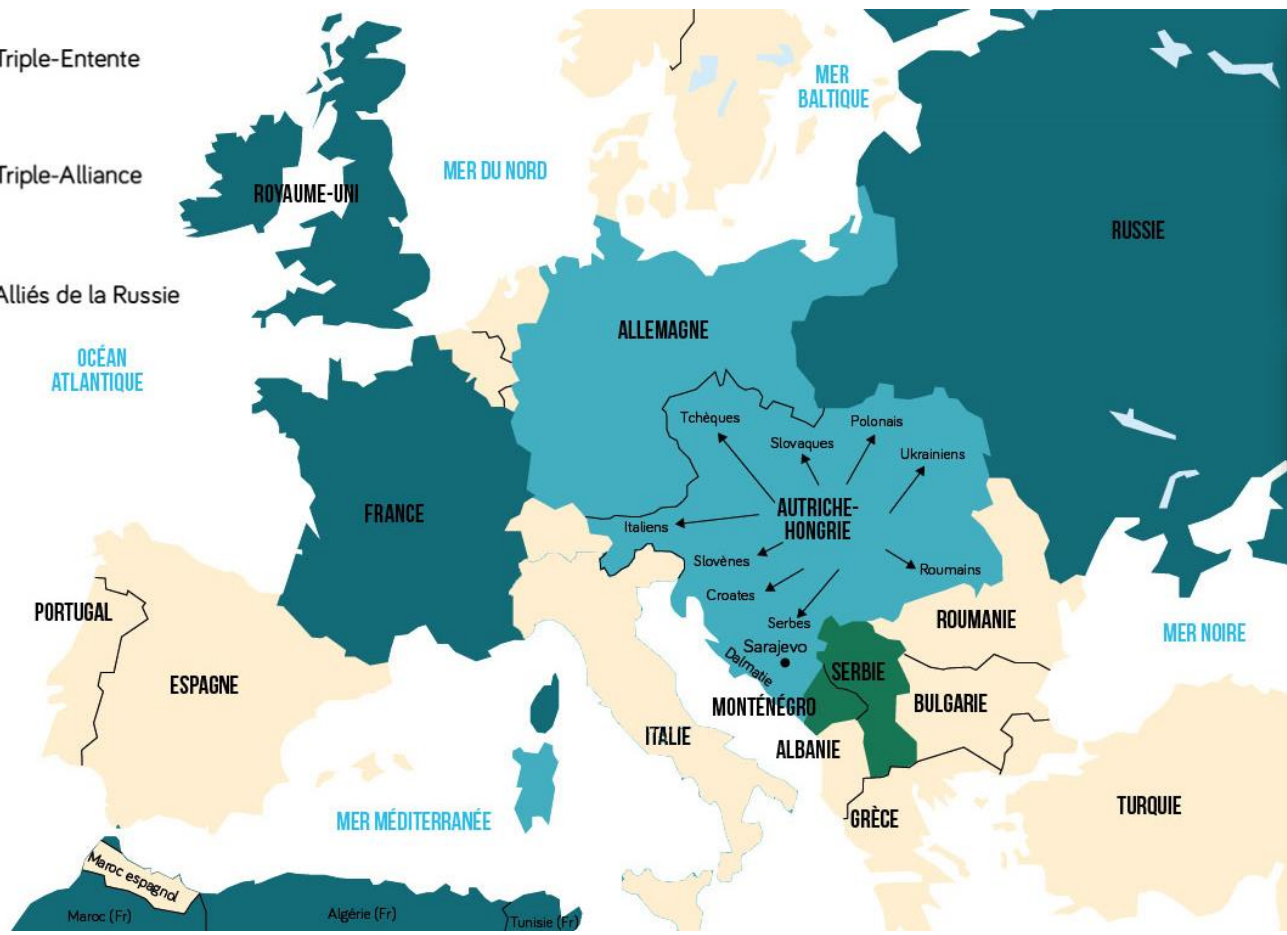 Triple-Entente
Triple-Alliance
Alliés de la Russie
MER
BALTIQUE
MER DU NORD
ROYAUME-UNI
RUSSIE
OCÉAN
ATLANTIQUE
ALLEMAGNE
Tchèques
Slovaques
Polonais
Ukrainiens
AUTRICHE-
HONGRIE
FRANCE
Italiens
Slovènes
Croates
Roumains
Serbes
Sarajevo
Dalmatie
PORTUGAL
ESPAGNE
ROUMANIE
MER NOIRE
SERBIE
MONTÉNÉGRO
BULGARIE
ITALIE
ALBANIE
MER MÉDITERRANÉE
GRÈCE
TURQUIE
Maroc espagnol
Maroc (Fr)
Algérie (Fr)
Tunisie (Fr)